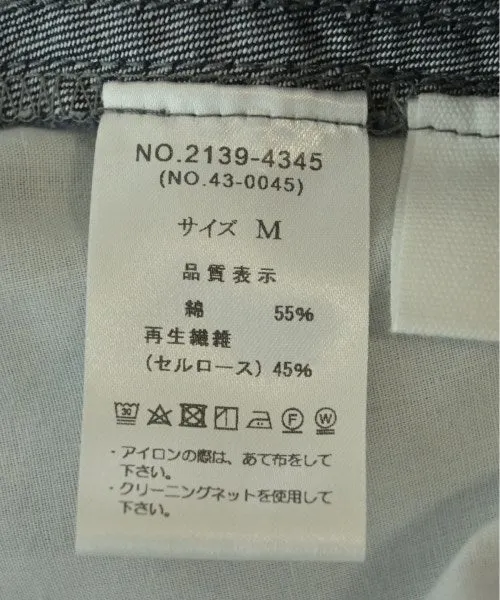 NO.2139-4345
(NO.43-0045)
サイズ M
品質表示
綿 55%
再生繊維
(セルロース) 45%
30 F W
・アイロンの際は、あて布をして
下さい。
・クリーニングネットを使用して
下さい。